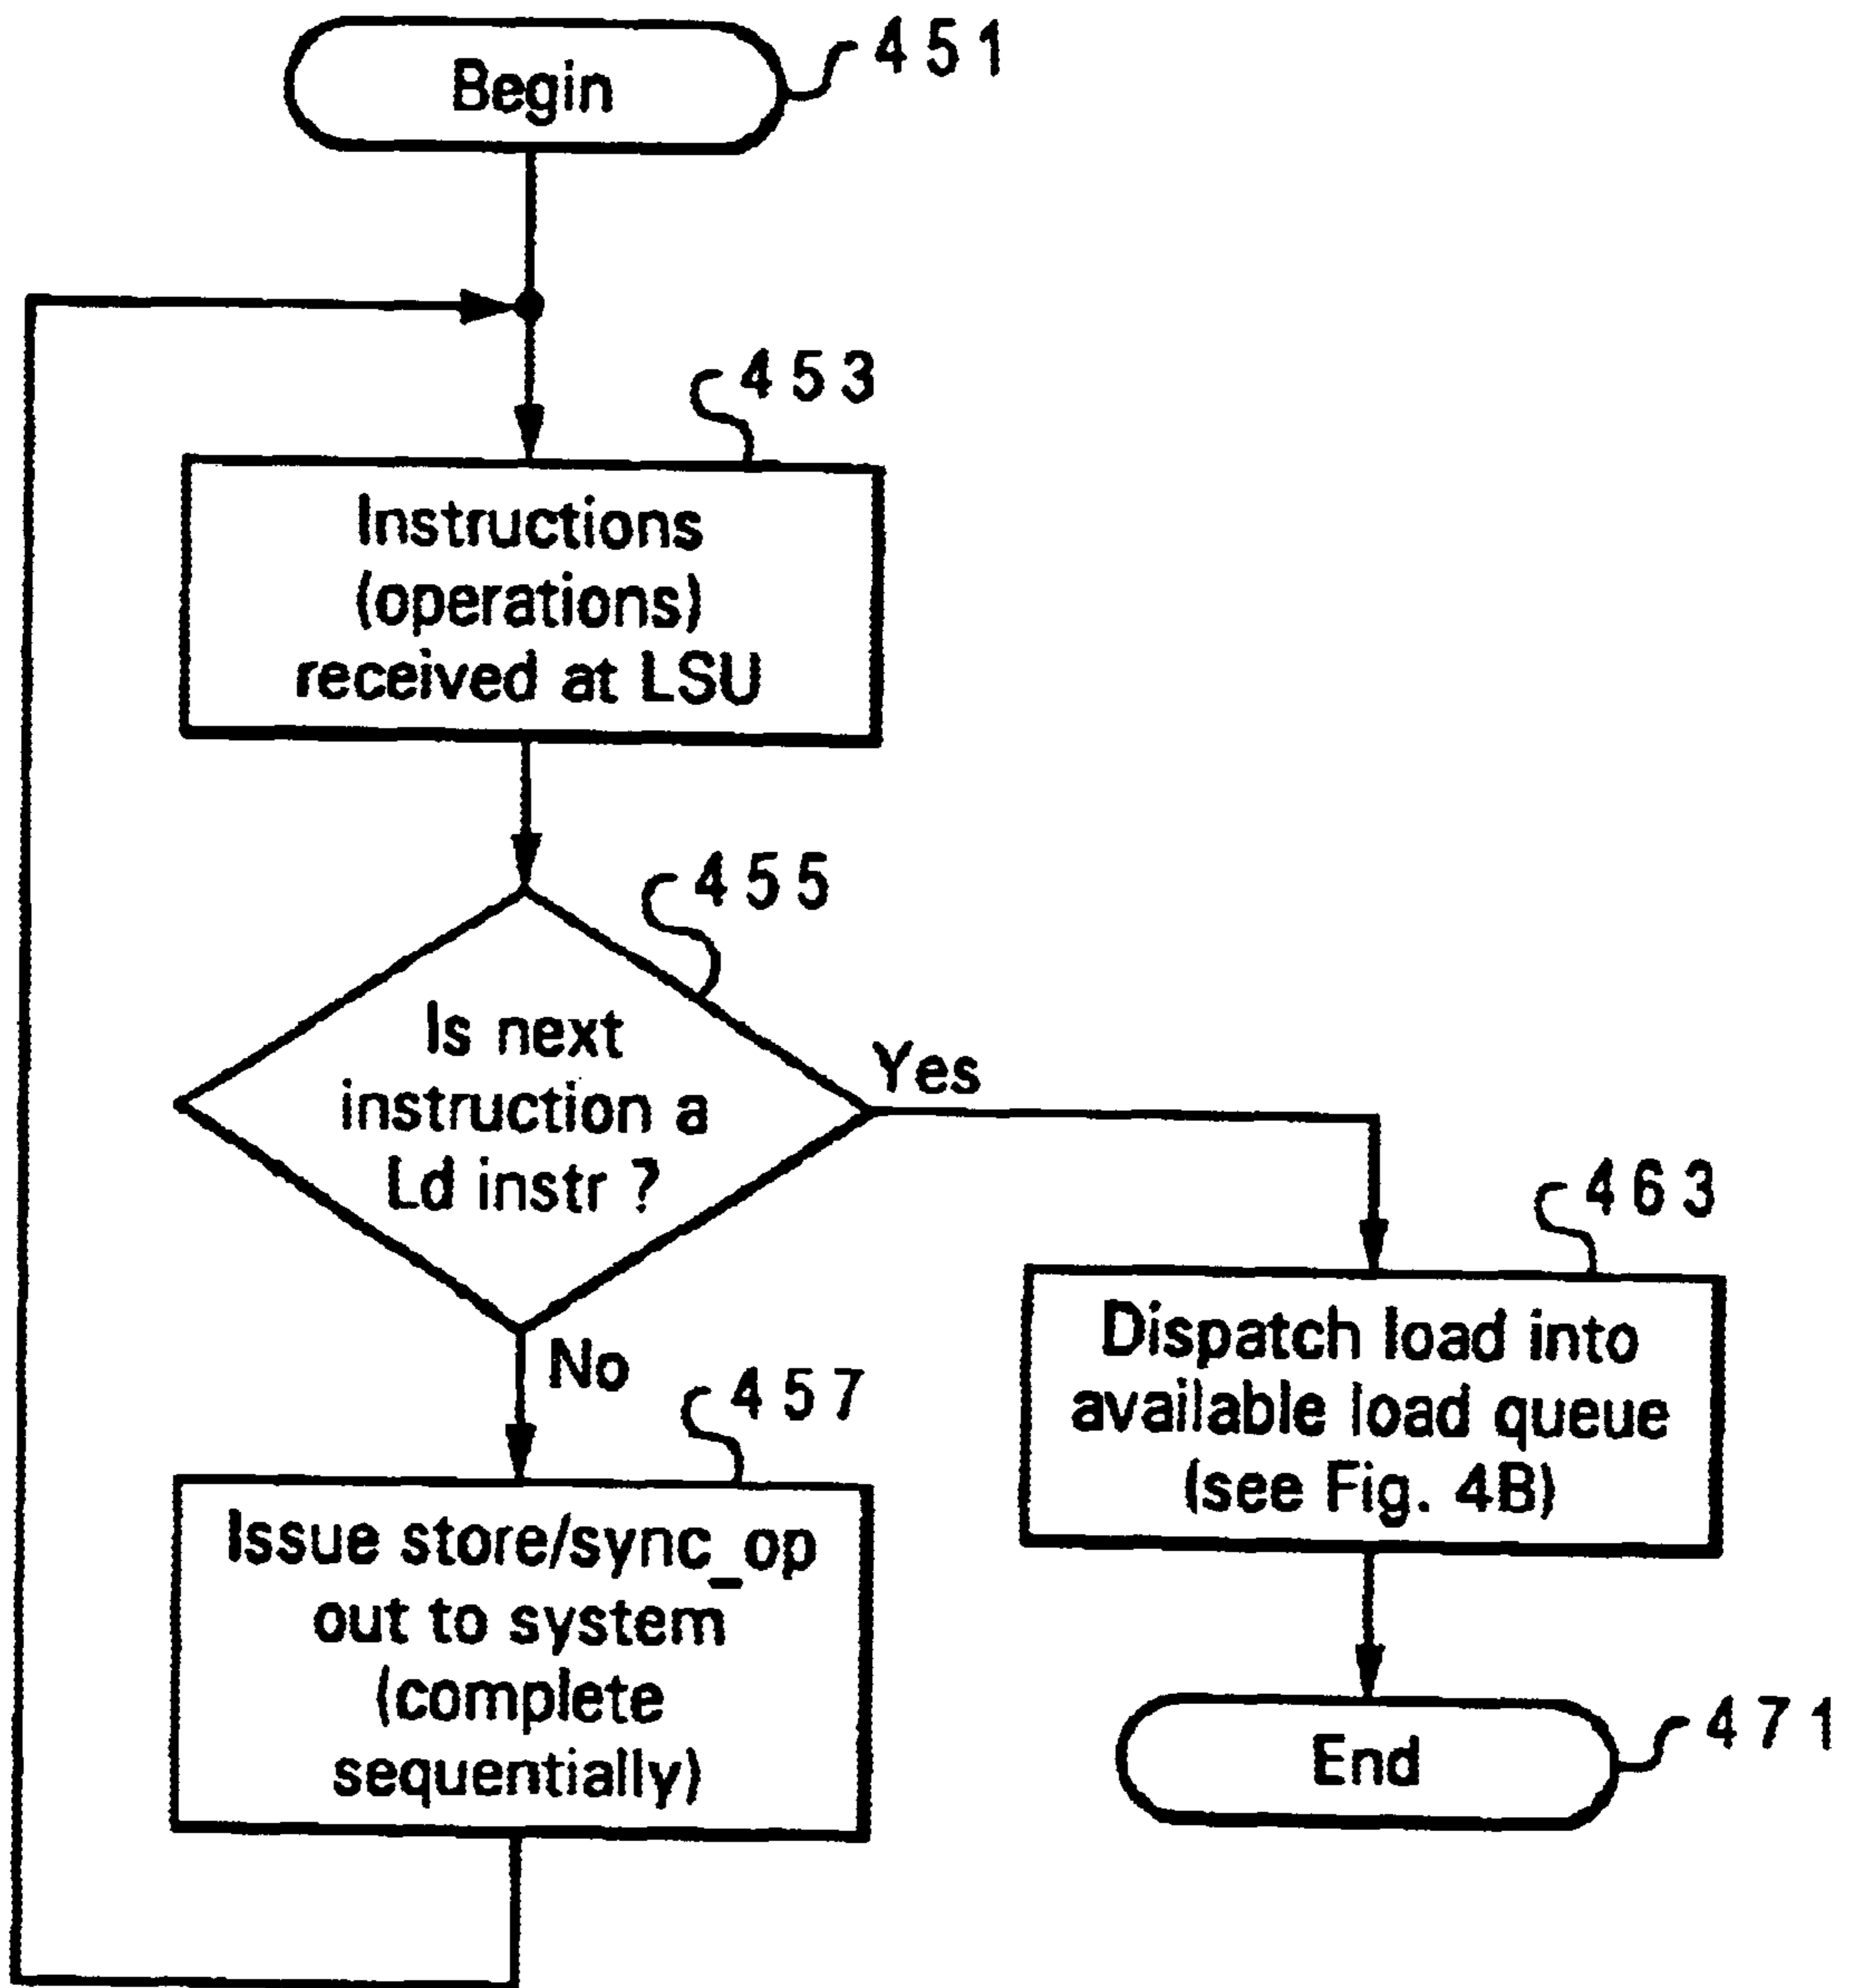 Begin
451
453
Instructions
(operations)
received at LSU
455
Is next
instruction a
Ld instr ?
Yes
No
457
Issue store/sync_op
out to system
(complete
sequentially)
463
Dispatch load into
available load queue
(see Fig. 4B)
End
471